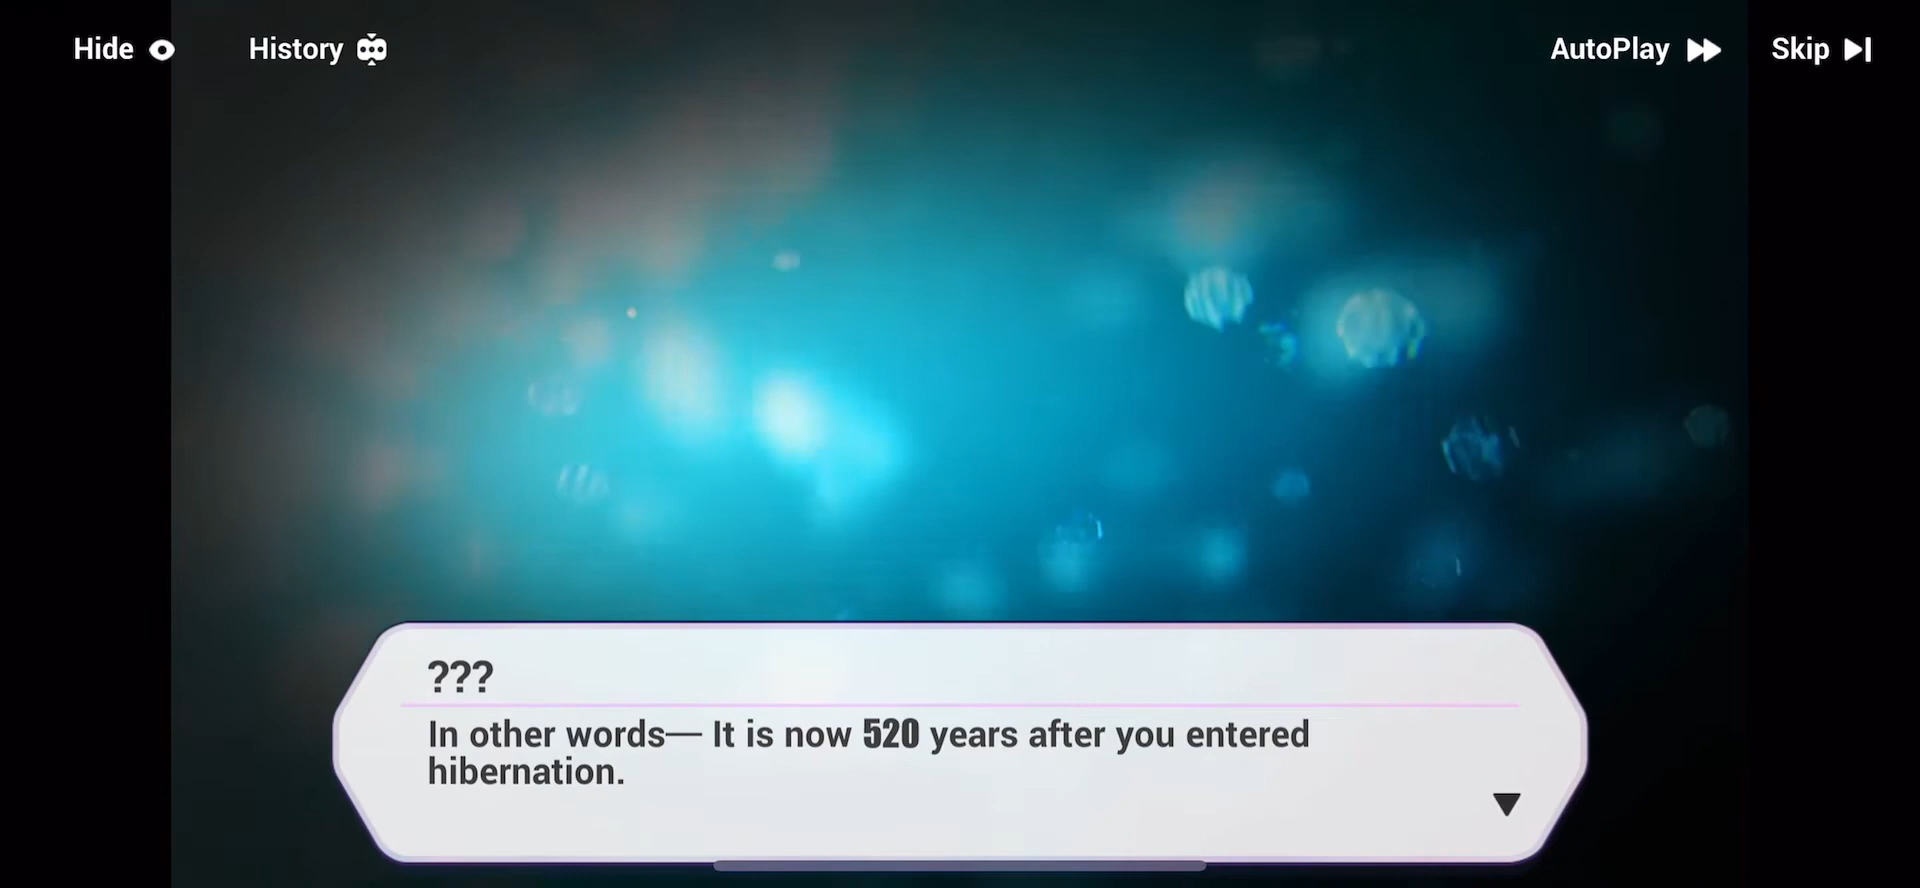 Hide
History
AutoPlay
Skip
???
In other words— It is now 520 years after you entered
hibernation.